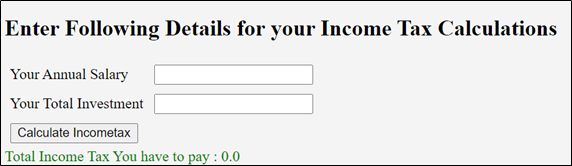 Enter Following Details for your Income Tax Calculations
Your Annual Salary
Your Total Investment
Calculate Incometax
Total Income Tax You have to pay : 0.0